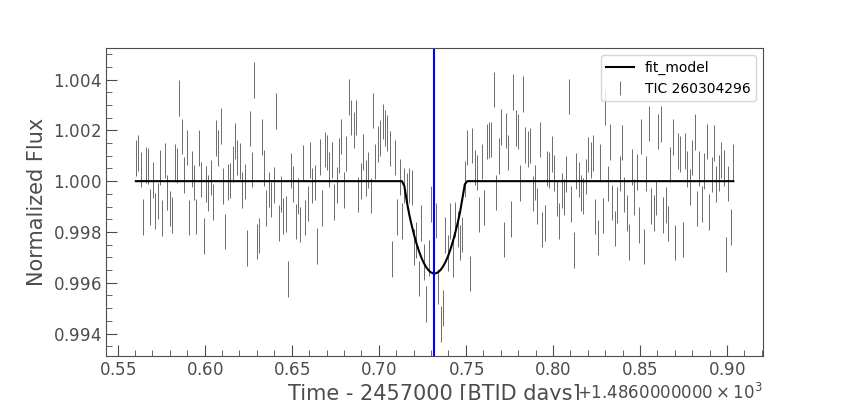 fit_model
TIC 260304296
1.004
1.002
1.000
0.998
0.996
0.994
Normalized Flux
0.55 0.60 0.65 0.70 0.75 0.80 0.85 0.90
Time - 2457000 [BTJD days]
+1.4860000000 × 10³